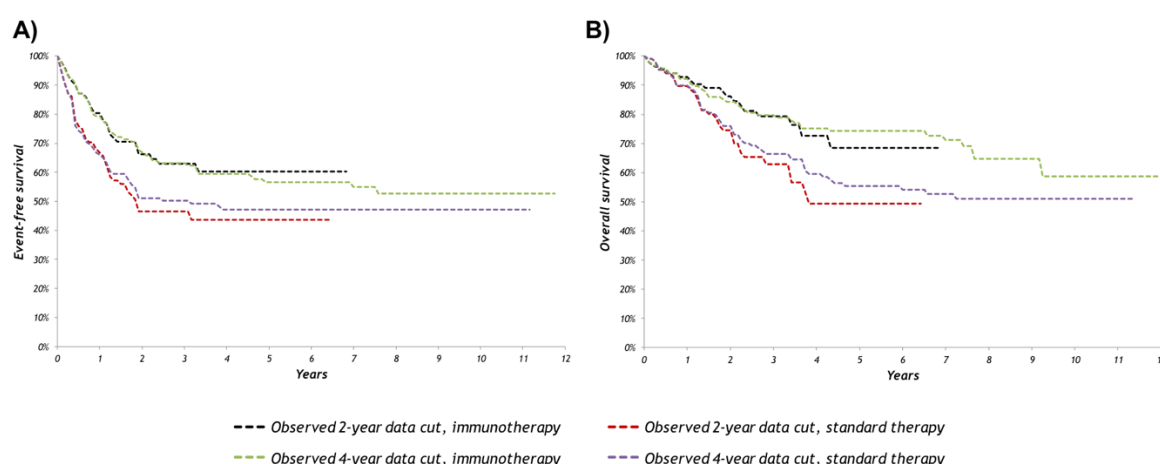 A)
B)
100%
90%
80%
70%
60%
50%
40%
30%
20%
10%
0%
Event-free survival
0 1 2 3 4 5 6 7 8 9 10 11 12
Years
100%
90%
80%
70%
60%
50%
40%
30%
20%
10%
0%
Overall survival
0 1 2 3 4 5 6 7 8 9 10 11
Years
Observed 2-year data cut, immunotherapy
Observed 2-year data cut, standard therapy
Observed 4-year data cut, immunotherapy
Observed 4-year data cut, standard therapy